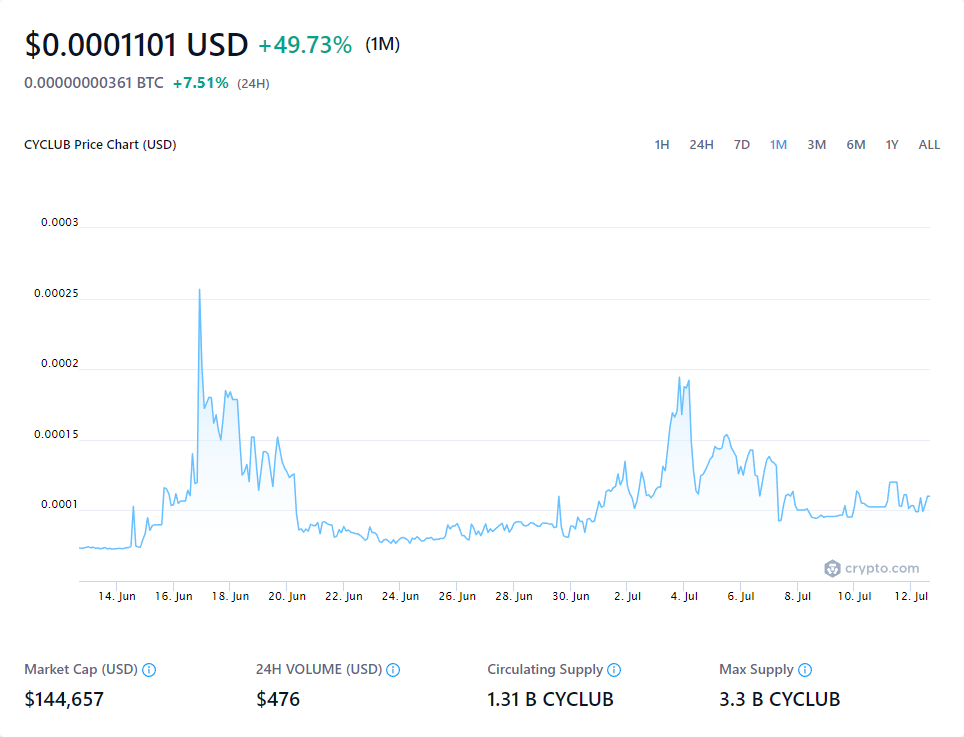 $0.0001101 USD +49.73% (1M)
0.00000000361 BTC +7.51% (24H)
CYCLUB Price Chart (USD) 1H 24H 7D 1M 3M 6M 1Y ALL
0.0003
0.00025
0.0002
0.00015
0.0001
crypto.com
14. Jun 16. Jun 18. Jun 20. Jun 22. Jun 24. Jun 26. Jun 28. Jun 30. Jun 2. Jul 4. Jul 6. Jul 8. Jul 10. Jul 12. Jul
Market Cap (USD) 24H VOLUME (USD) Circulating Supply Max Supply
$144,657 $476 1.31 B CYCLUB 3.3 B CYCLUB